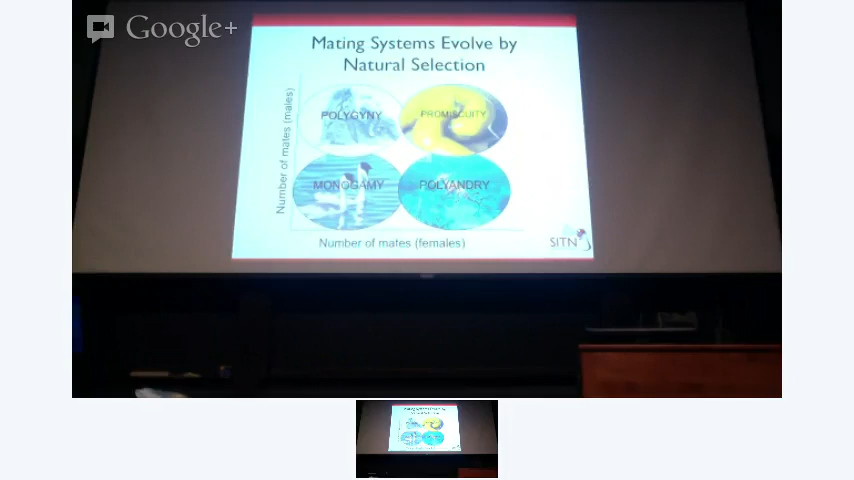 Google+
Mating Systems Evolve by
Natural Selection
Number of mates (males)
POLYGYNY
PROMISCUITY
MONOGAMY
POLYANDRY
Number of mates (females)
SITN